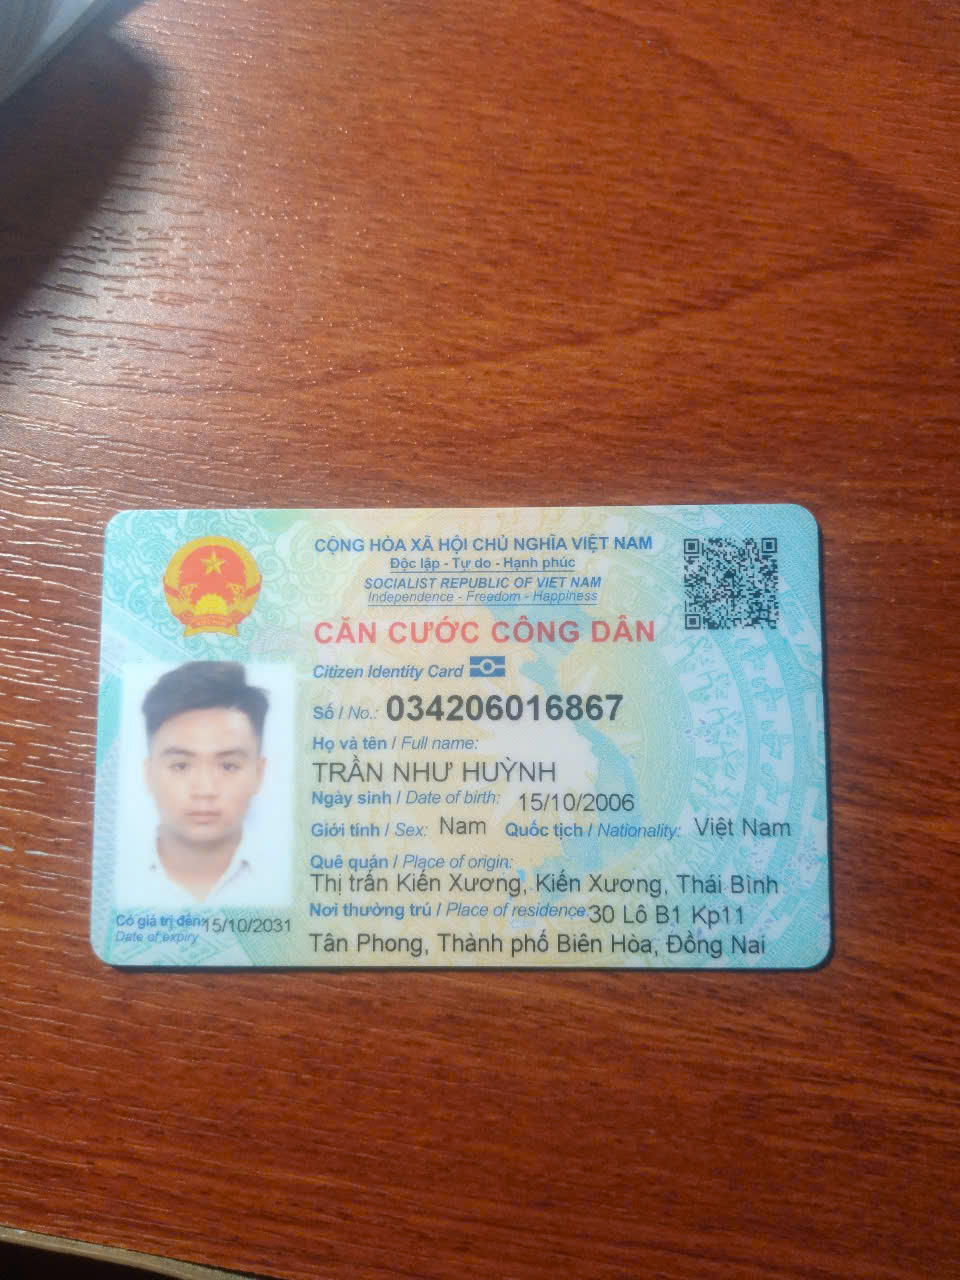 CỘNG HÒA XÃ HỘI CHỦ NGHĨA VIỆT NAM
Độc lập - Tự do - Hạnh phúc
SOCIALIST REPUBLIC OF VIET NAM
Independence - Freedom - Happiness
CĂN CƯỚC CÔNG DÂN
Citizen Identity Card
Số / No.: 034206016867
Họ và tên / Full name:
TRẦN NHƯ HUỲNH
Ngày sinh / Date of birth: 15/10/2006
Giới tính / Sex: Nam Quốc tịch / Nationality: Việt Nam
Quê quán / Place of origin:
Thị trấn Kiến Xương, Kiến Xương, Thái Bình
Nơi thường trú / Place of residence: 30 Lô B1 Kp11
Tân Phong, Thành phố Biên Hòa, Đồng Nai
Có giá trị đến: 15/10/2031
Date of expiry